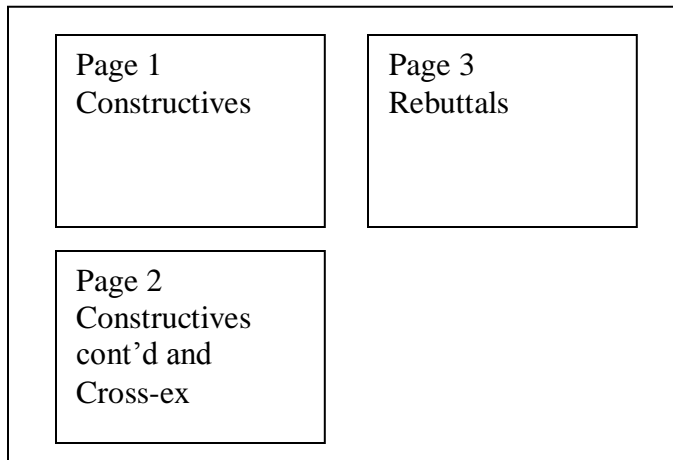 Page 1
Constructives
Page 2
Constructives
cont’d and
Cross-ex
Page 3
Rebuttals